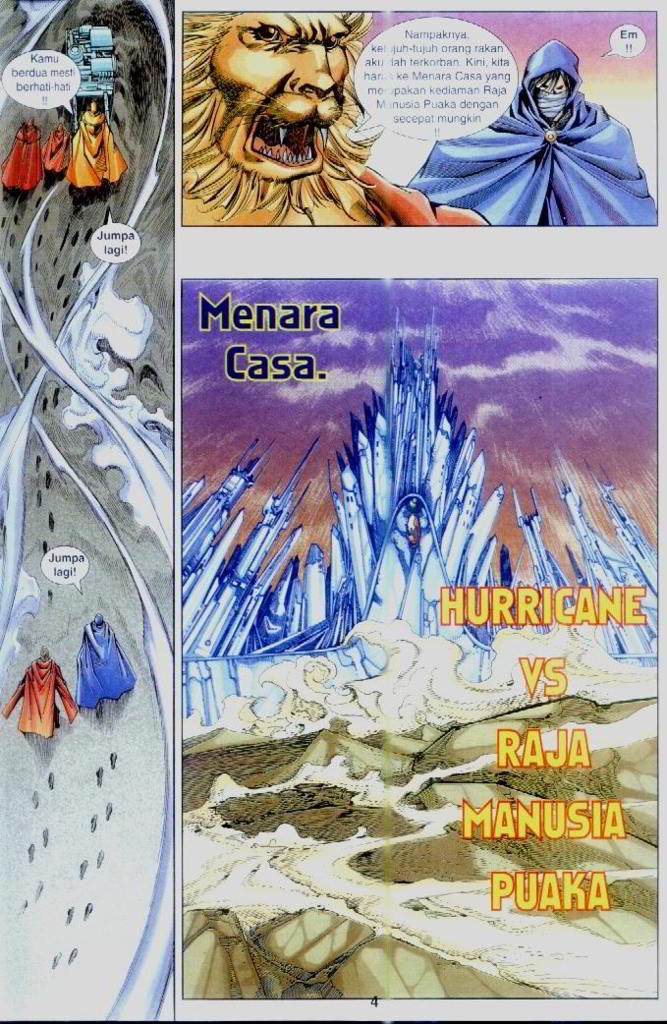 Kamu
berdua mesti
berhati-hati
!!
Jumpa
lagi!
Jumpa
lagi!
Nampaknya,
ketujuh-tujuh orang rakan
aku telah terkorban. Kini, kita
harus ke Menara Casa yang
merupakan kediaman Raja
Manusia Puaka dengan
secepat mungkin
!!
Em
!!
Menara
Casa.
HURRICANE
VS
RAJA
MANUSIA
PUAKA
4